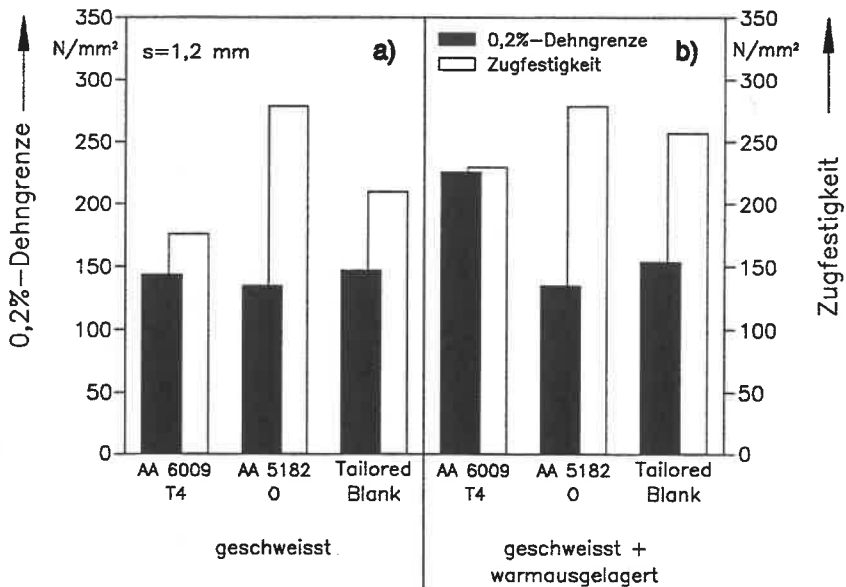 350
N/mm²
300
250
200
150
100
50
0
0,2%-Dehngrenze
s=1,2 mm
a)
AA 6009
T4
AA 5182
O
Tailored
Blank
geschweisst
0,2%-Dehngrenze
Zugfestigkeit
b)
AA 6009
T4
AA 5182
O
Tailored
Blank
geschweisst +
warmausgelagert
350
N/mm²
300
250
200
150
100
50
0
Zugfestigkeit